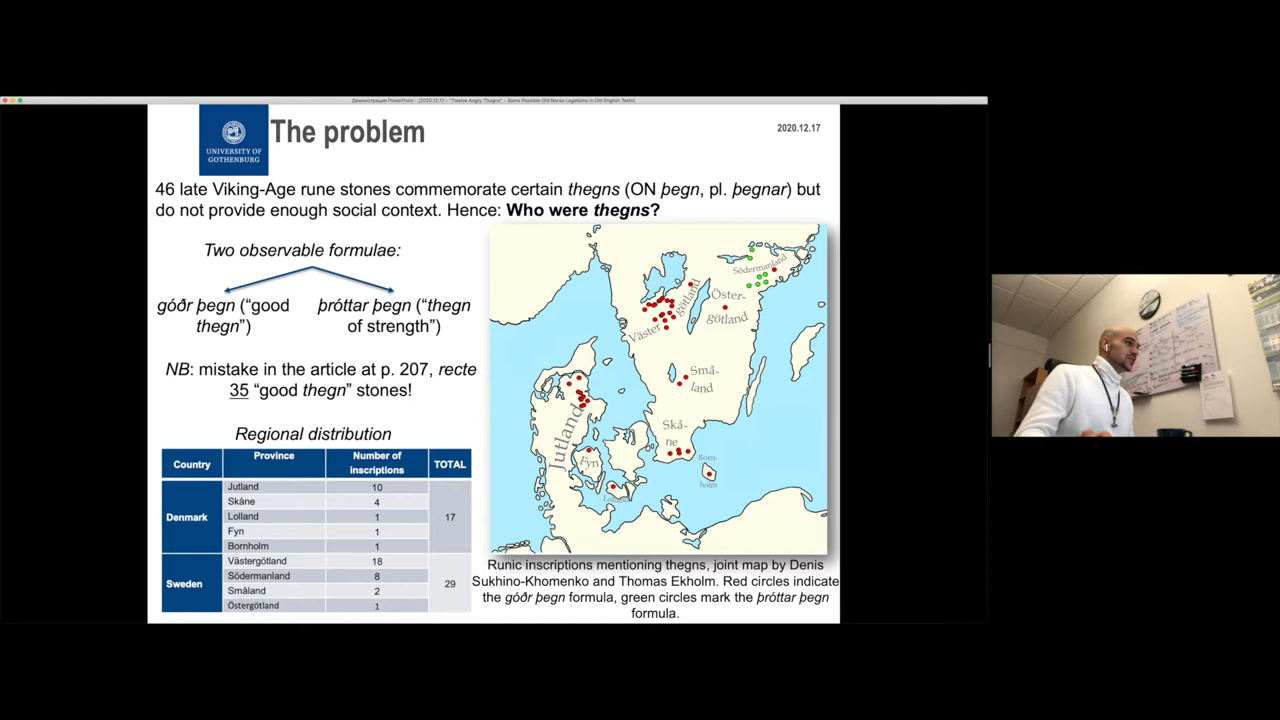 Демонстрация PowerPoint - [2020.12.17 - "Twelve Angry Thegns" - Some Possible Old Norse Legalisms in Old English Texts]
UNIVERSITY OF
GOTHENBURG
The problem
2020.12.17
46 late Viking-Age rune stones commemorate certain thegns (ON þegn, pl. þegnar) but
do not provide enough social context. Hence: Who were thegns?
Two observable formulae:
góðr þegn ("good
thegn")
þróttar þegn ("thegn
of strength")
NB: mistake in the article at p. 207, recte
35 "good thegn" stones!
Regional distribution
Country Province Number of
inscriptions TOTAL
Denmark Jutland 10 17
Skåne 4
Lolland 1
Fyn 1
Bornholm 1
Sweden Västergötland 18 29
Södermanland 8
Småland 2
Östergötland 1
Södermanland
Öster-
götland
Väster
götland
Små-
land
Skå-
ne
Jutland
Fyn
Lolland
Born-
holm
Runic inscriptions mentioning thegns, joint map by Denis
Sukhino-Khomenko and Thomas Ekholm. Red circles indicate
the góðr þegn formula, green circles mark the þróttar þegn
formula.